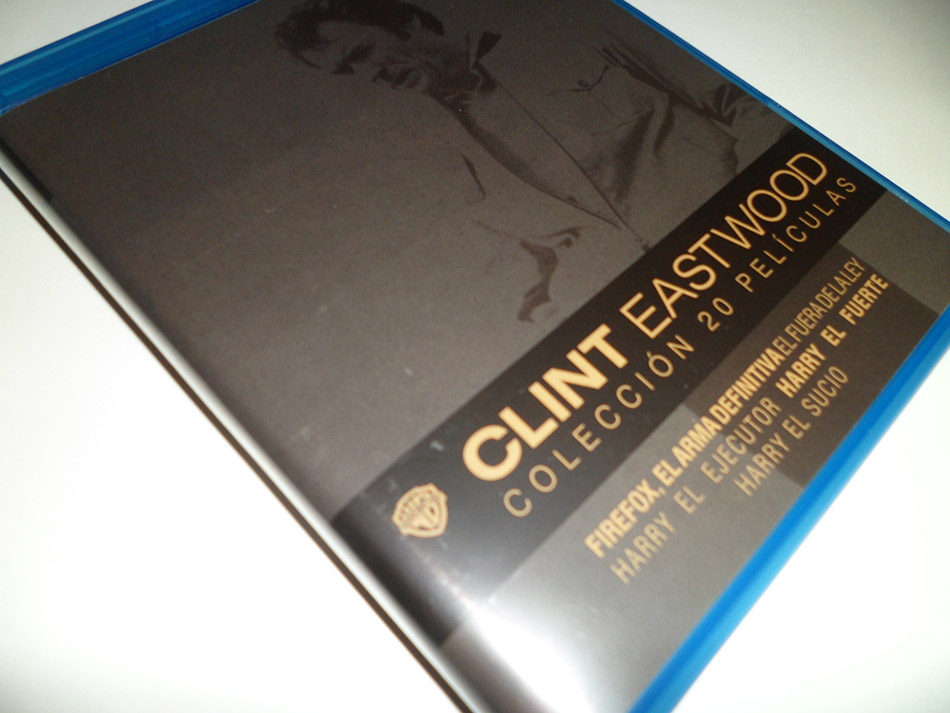 CLINT EASTWOOD
COLECCIÓN 20 PELÍCULAS
FIREFOX, EL ARMA DEFINITIVA EL FUERA DE LA LEY
HARRY EL EJECUTOR HARRY EL FUERTE
HARRY EL SUCIO